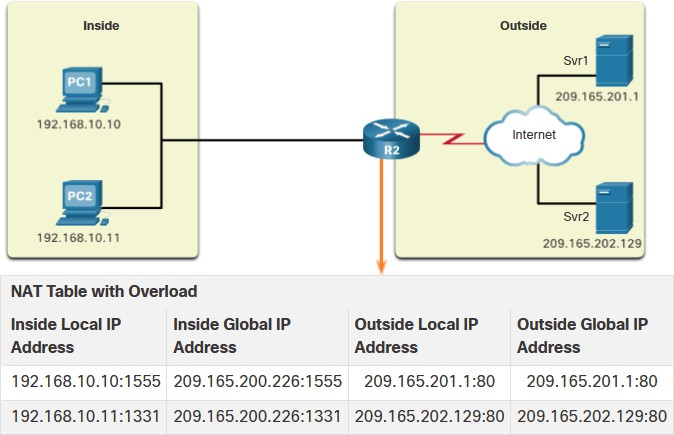 Inside
Outside
PC1
192.168.10.10
PC2
192.168.10.11
R2
Svr1
209.165.201.1
Internet
Svr2
209.165.202.129
NAT Table with Overload
Inside Local IP Address
Inside Global IP Address
Outside Local IP Address
Outside Global IP Address
192.168.10.10:1555 209.165.200.226:1555 209.165.201.1:80 209.165.201.1:80
192.168.10.11:1331 209.165.200.226:1331 209.165.202.129:80 209.165.202.129:80